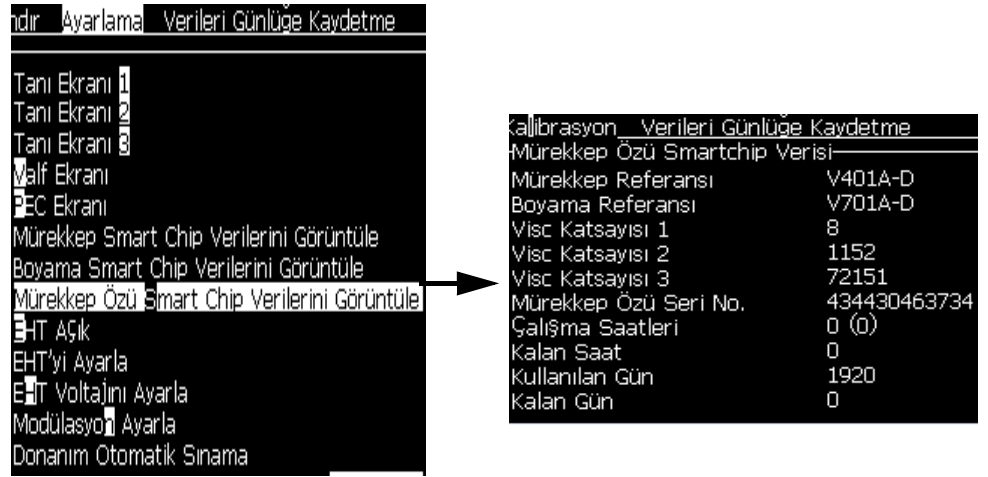 ndır Ayarlama Verileri Günlüğe Kaydetme
Tanı Ekranı 1
Tanı Ekranı 2
Tanı Ekranı 3
Valf Ekranı
PEC Ekranı
Mürekkep Smart Chip Verilerini Görüntüle
Boyama Smart Chip Verilerini Görüntüle
Mürekkep Özü Smart Chip Verilerini Görüntüle
EHT Açık
EHT'yi Ayarla
EHT Voltajını Ayarla
Modülasyon Ayarla
Donanım Otomatik Sınama
Kalibrasyon Verileri Günlüğe Kaydetme
Mürekkep Özü Smartchip Verisi
Mürekkep Referansı V401A-D
Boyama Referansı V701A-D
Visc Katsayısı 1 8
Visc Katsayısı 2 1152
Visc Katsayısı 3 72151
Mürekkep Özü Seri No. 434430463734
Çalışma Saatleri 0 (0)
Kalan Saat 0
Kullanılan Gün 1920
Kalan Gün 0